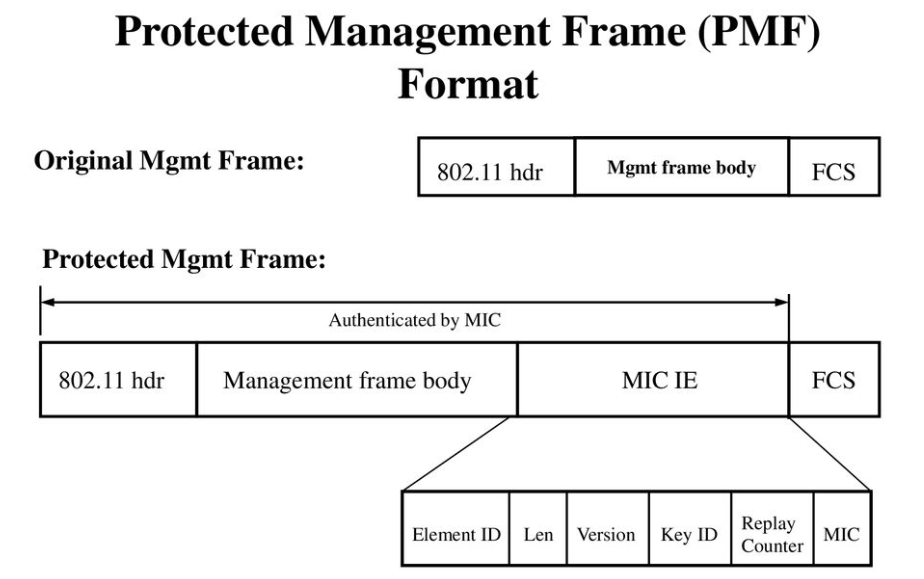 Protected Management Frame (PMF)
Format
Original Mgmt Frame:
802.11 hdr
Mgmt frame body
FCS
Protected Mgmt Frame:
Authenticated by MIC
802.11 hdr
Management frame body
MIC IE
FCS
Element ID
Len
Version
Key ID
Replay
Counter
MIC